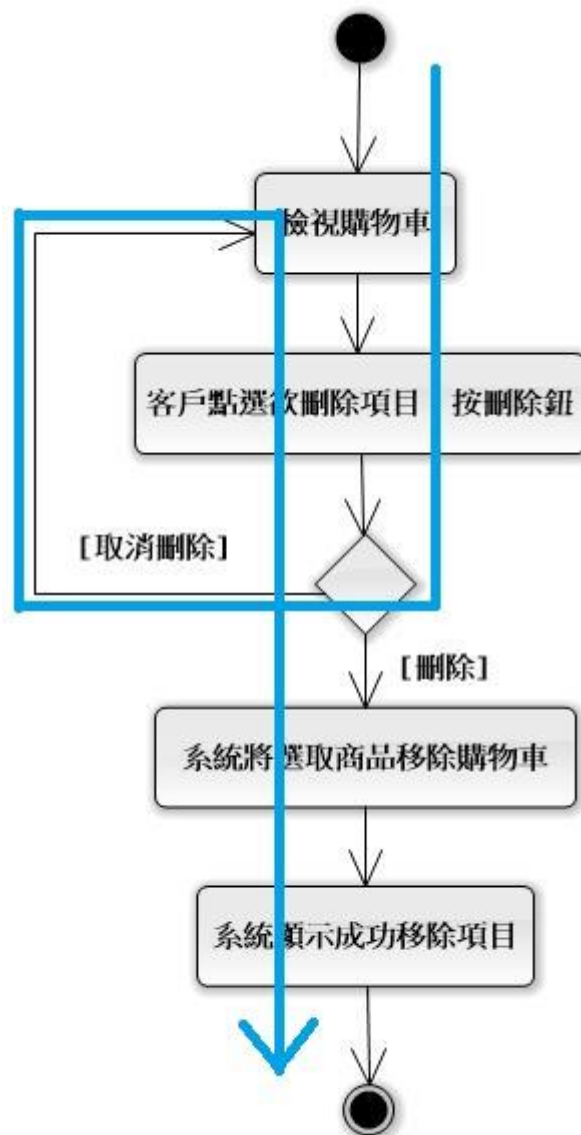 檢視購物車
客戶點選欲刪除項目 按刪除鈕
[取消刪除]
[刪除]
系統將選取商品移除購物車
系統顯示成功移除項目